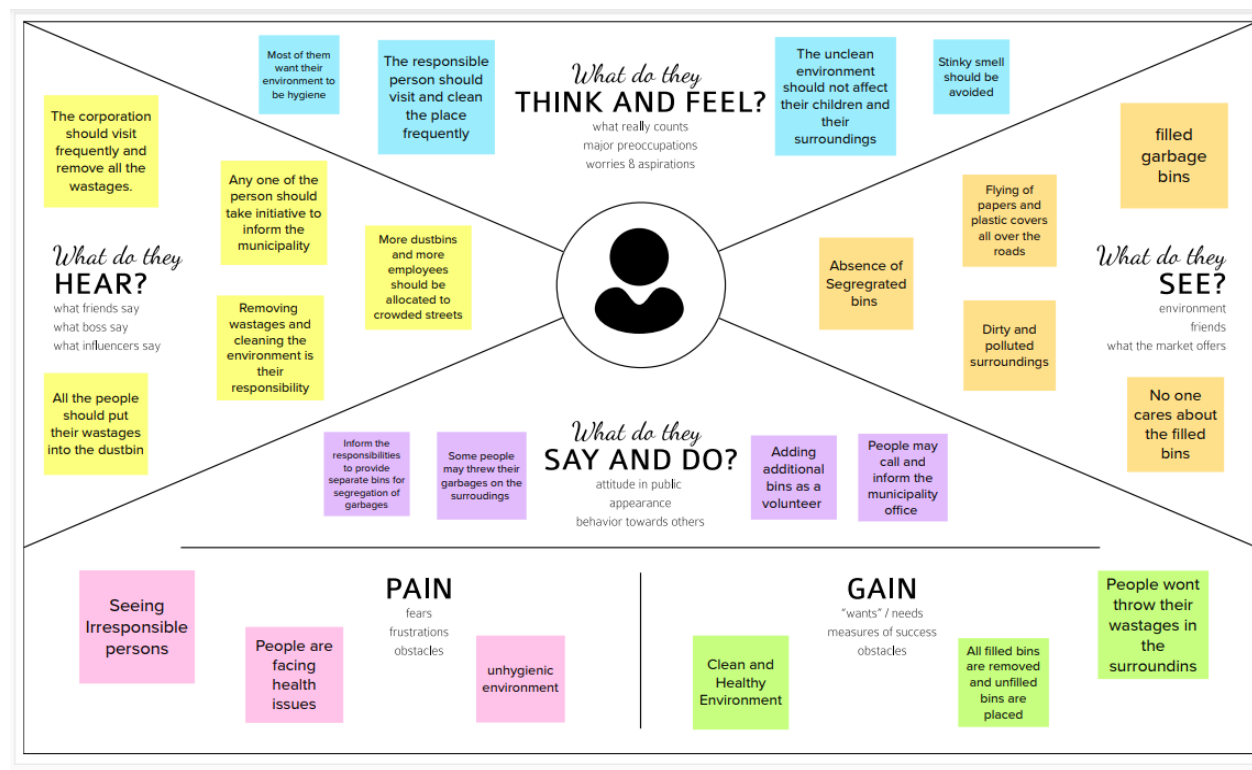 Most of them
want their
environment to
be hygiene
The responsible
person should
visit and clean
the place
frequently
What do they
THINK AND FEEL?
what really counts
major preoccupations
worries & aspirations
The unclean
environment
should not affect
their children and
their
surroundings
Stinky smell
should be
avoided
The corporation
should visit
frequently and
remove all the
wastages.
Any one of the
person should
take initiative to
inform the
municipality
More dustbins
and more
employees
should be
allocated to
crowded streets
What do they
HEAR?
what friends say
what boss say
what influencers say
Removing
wastages and
cleaning the
environment is
their
responsibility
All the people
should put
their wastages
into the dustbin
filled
garbage
bins
Flying of
papers and
plastic covers
all over the
roads
Absence of
Segregrated
bins
What do they
SEE?
environment
friends
what the market offers
Dirty and
polluted
surroundings
No one
cares about
the filled
bins
Inform the
responsibilities
to provide
separate bins for
segregation of
garbages
Some people
may threw their
garbages on the
surroudings
What do they
SAY AND DO?
attitude in public
appearance
behavior towards others
Adding
additional
bins as a
volunteer
People may
call and
inform the
municipality
office
PAIN
fears
frustrations
obstacles
Seeing
Irresponsible
persons
People are
facing
health
issues
unhygienic
environment
GAIN
"wants" / needs
measures of success
obstacles
Clean and
Healthy
Environment
All filled bins
are removed
and unfilled
bins are
placed
People wont
throw their
wastages in
the
surroundins